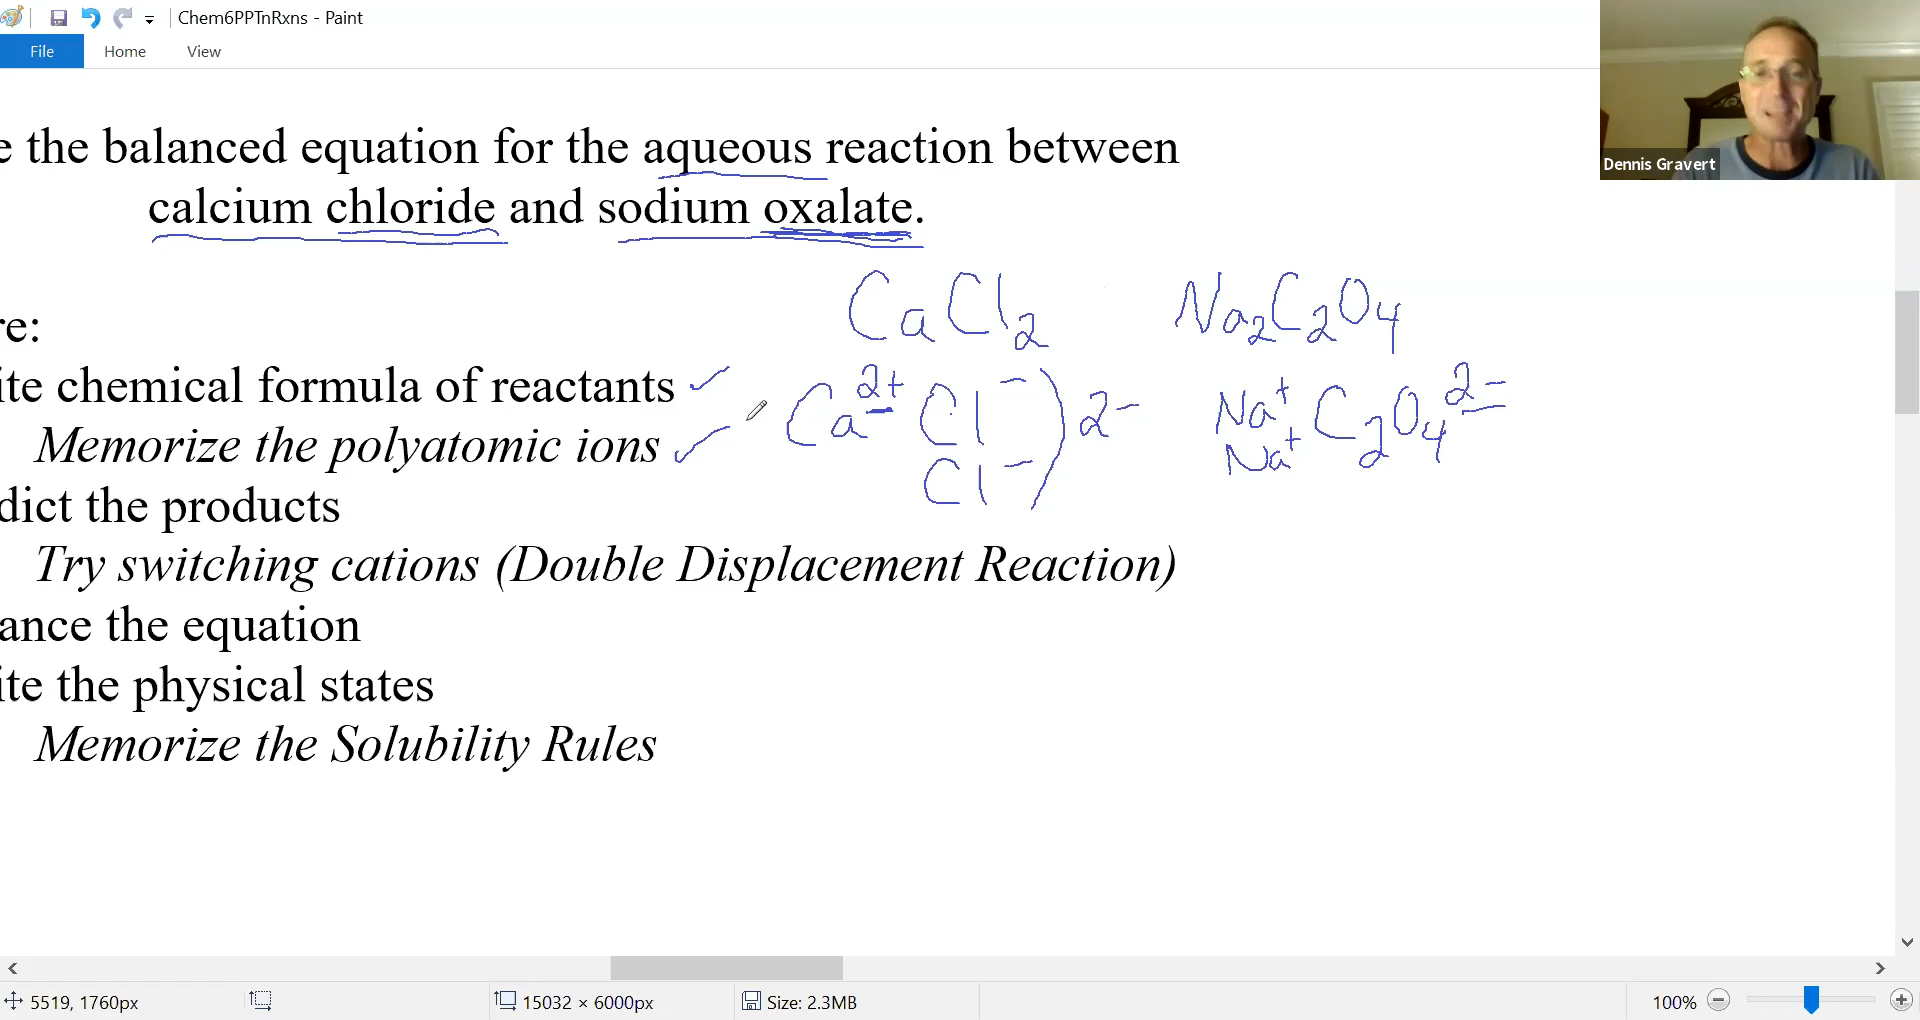 Chem6PPTnRxns - Paint
File Home View
Dennis Gravert
e the balanced equation for the aqueous reaction between
calcium chloride and sodium oxalate.
CaCl₂ Na₂C₂O₄
re:
ite chemical formula of reactants
Ca²⁺ Cl⁻ ) 2- Na⁺ C₂O₄²⁻
Memorize the polyatomic ions
Cl⁻ Na⁺
dict the products
Try switching cations (Double Displacement Reaction)
ance the equation
ite the physical states
Memorize the Solubility Rules
5519, 1760px 15032 × 6000px Size: 2.3MB 100%